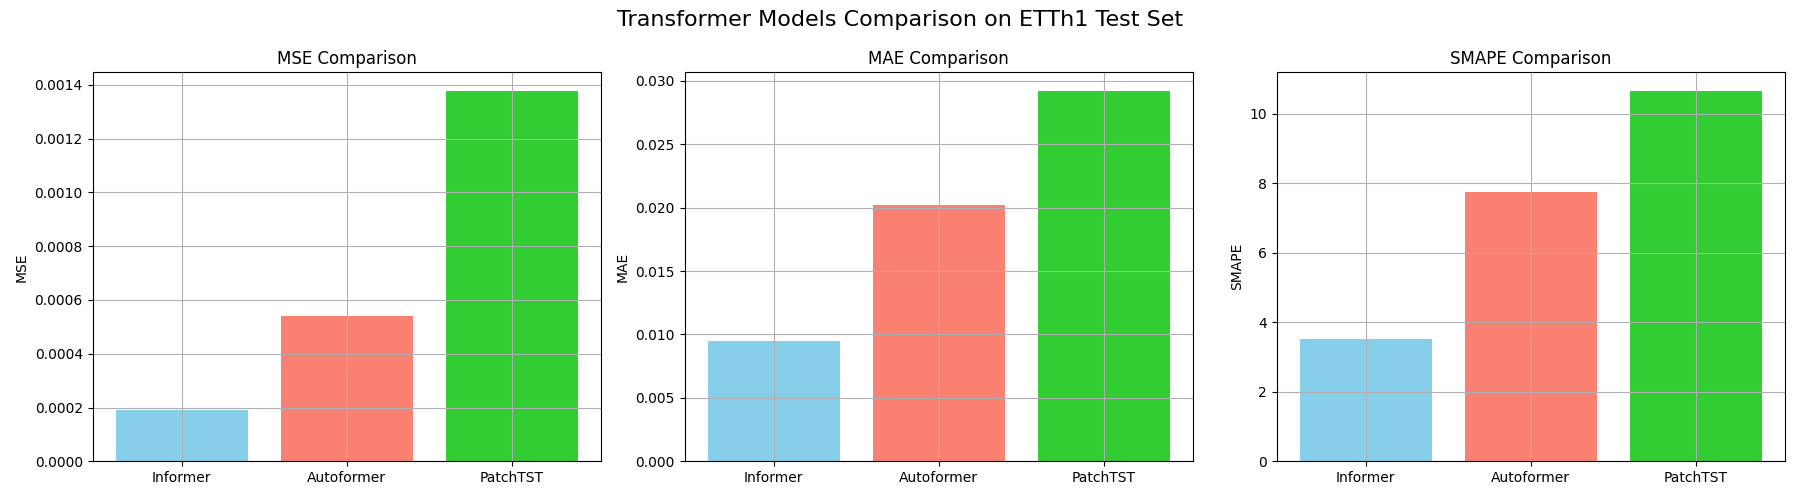 Transformer Models Comparison on ETTh1 Test Set
MSE Comparison
MSE
0.0014
0.0012
0.0010
0.0008
0.0006
0.0004
0.0002
0.0000
Informer
Autoformer
PatchTST
MAE Comparison
MAE
0.030
0.025
0.020
0.015
0.010
0.005
0.000
Informer
Autoformer
PatchTST
SMAPE Comparison
SMAPE
10
8
6
4
2
0
Informer
Autoformer
PatchTST